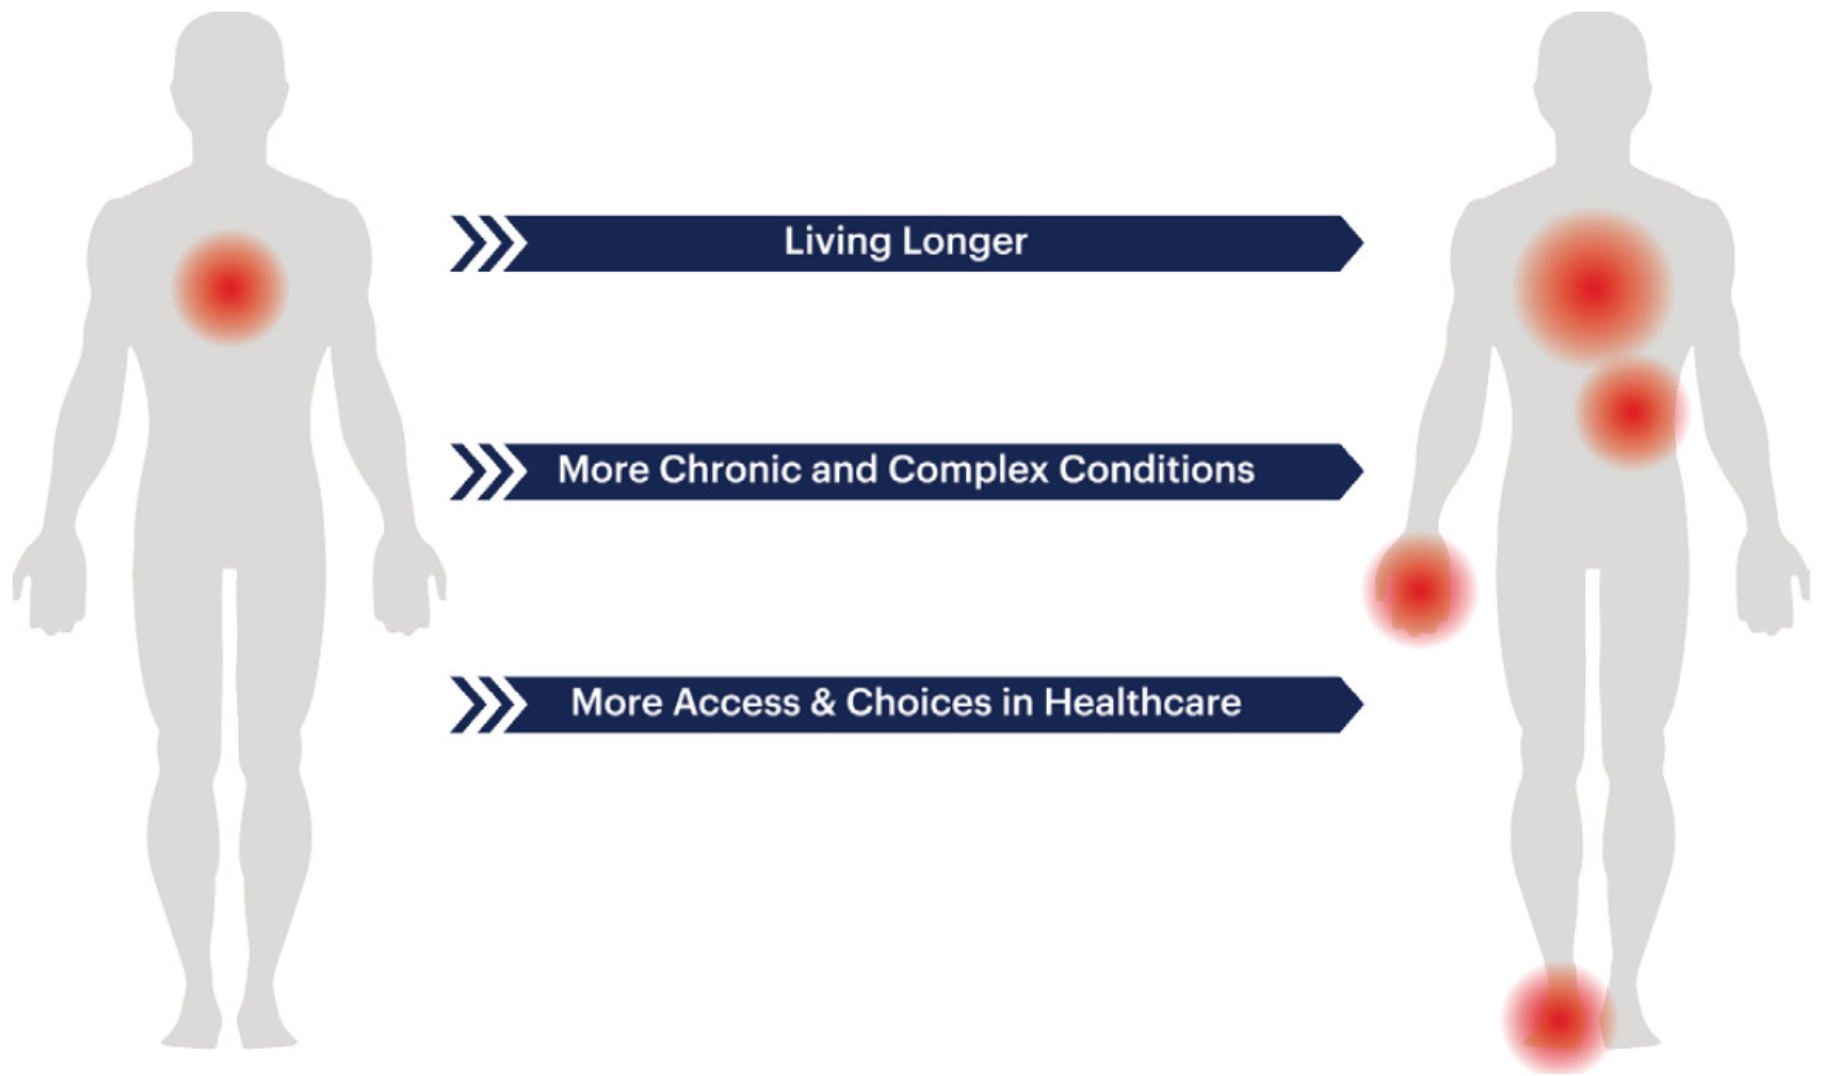 Living Longer
More Chronic and Complex Conditions
More Access & Choices in Healthcare